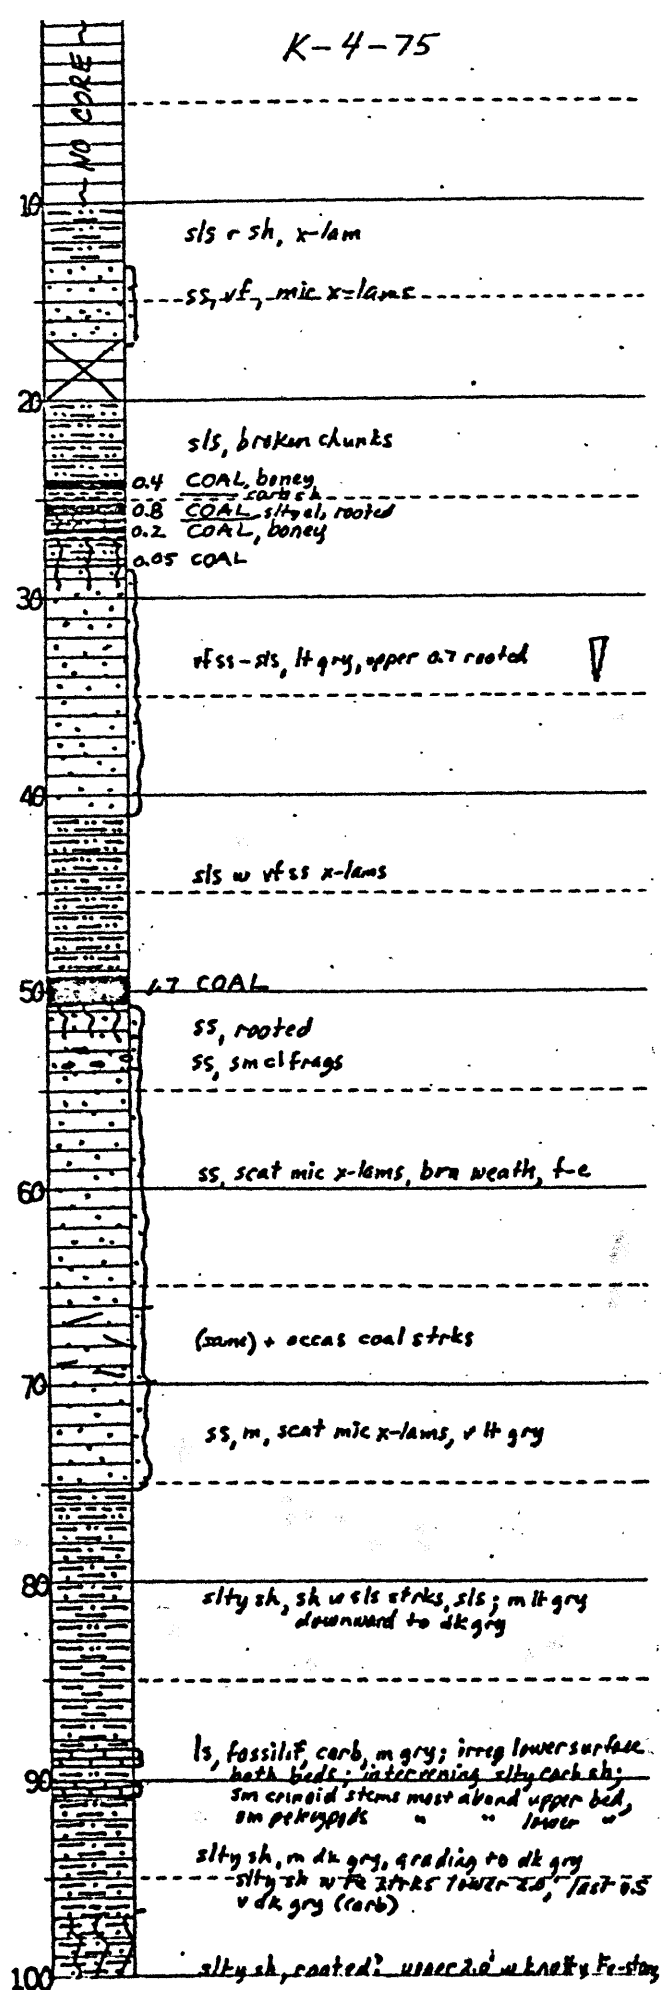 K-4-75
~ NO CORE ~
10
sls r sh, x-lam
ss, vf, mic x-lams
20
sls, broken chunks
0.4 COAL, boney
carb sh
0.8 COAL slty cl, rooted
0.2 COAL, boney
0.05 COAL
30
vf ss-sls, lt gry, upper 0.7 rooted
40
sls w vf ss x-lams
50
1.7 COAL
ss, rooted
ss, sm cl frags
ss, scat mic x-lams, brn weath, f-c
60
(same) + occas coal strks
70
ss, m, scat mic x-lams, v lt gry
80
slty sh, sh w sls strks, sls; m lt gry
downward to dk gry
ls, fossilif, carb, m gry; irreg lower surface
both beds; intervening slty carb sh;
90
sm crinoid stems most abund upper bed,
sm pelecypods " " lower "
slty sh, m dk gry, grading to dk gry
slty sh w Fe strks lower 2.0', last 0.5
v dk gry (carb)
slty sh, rooted? upper 2.0' w knotty Fe-stone
100